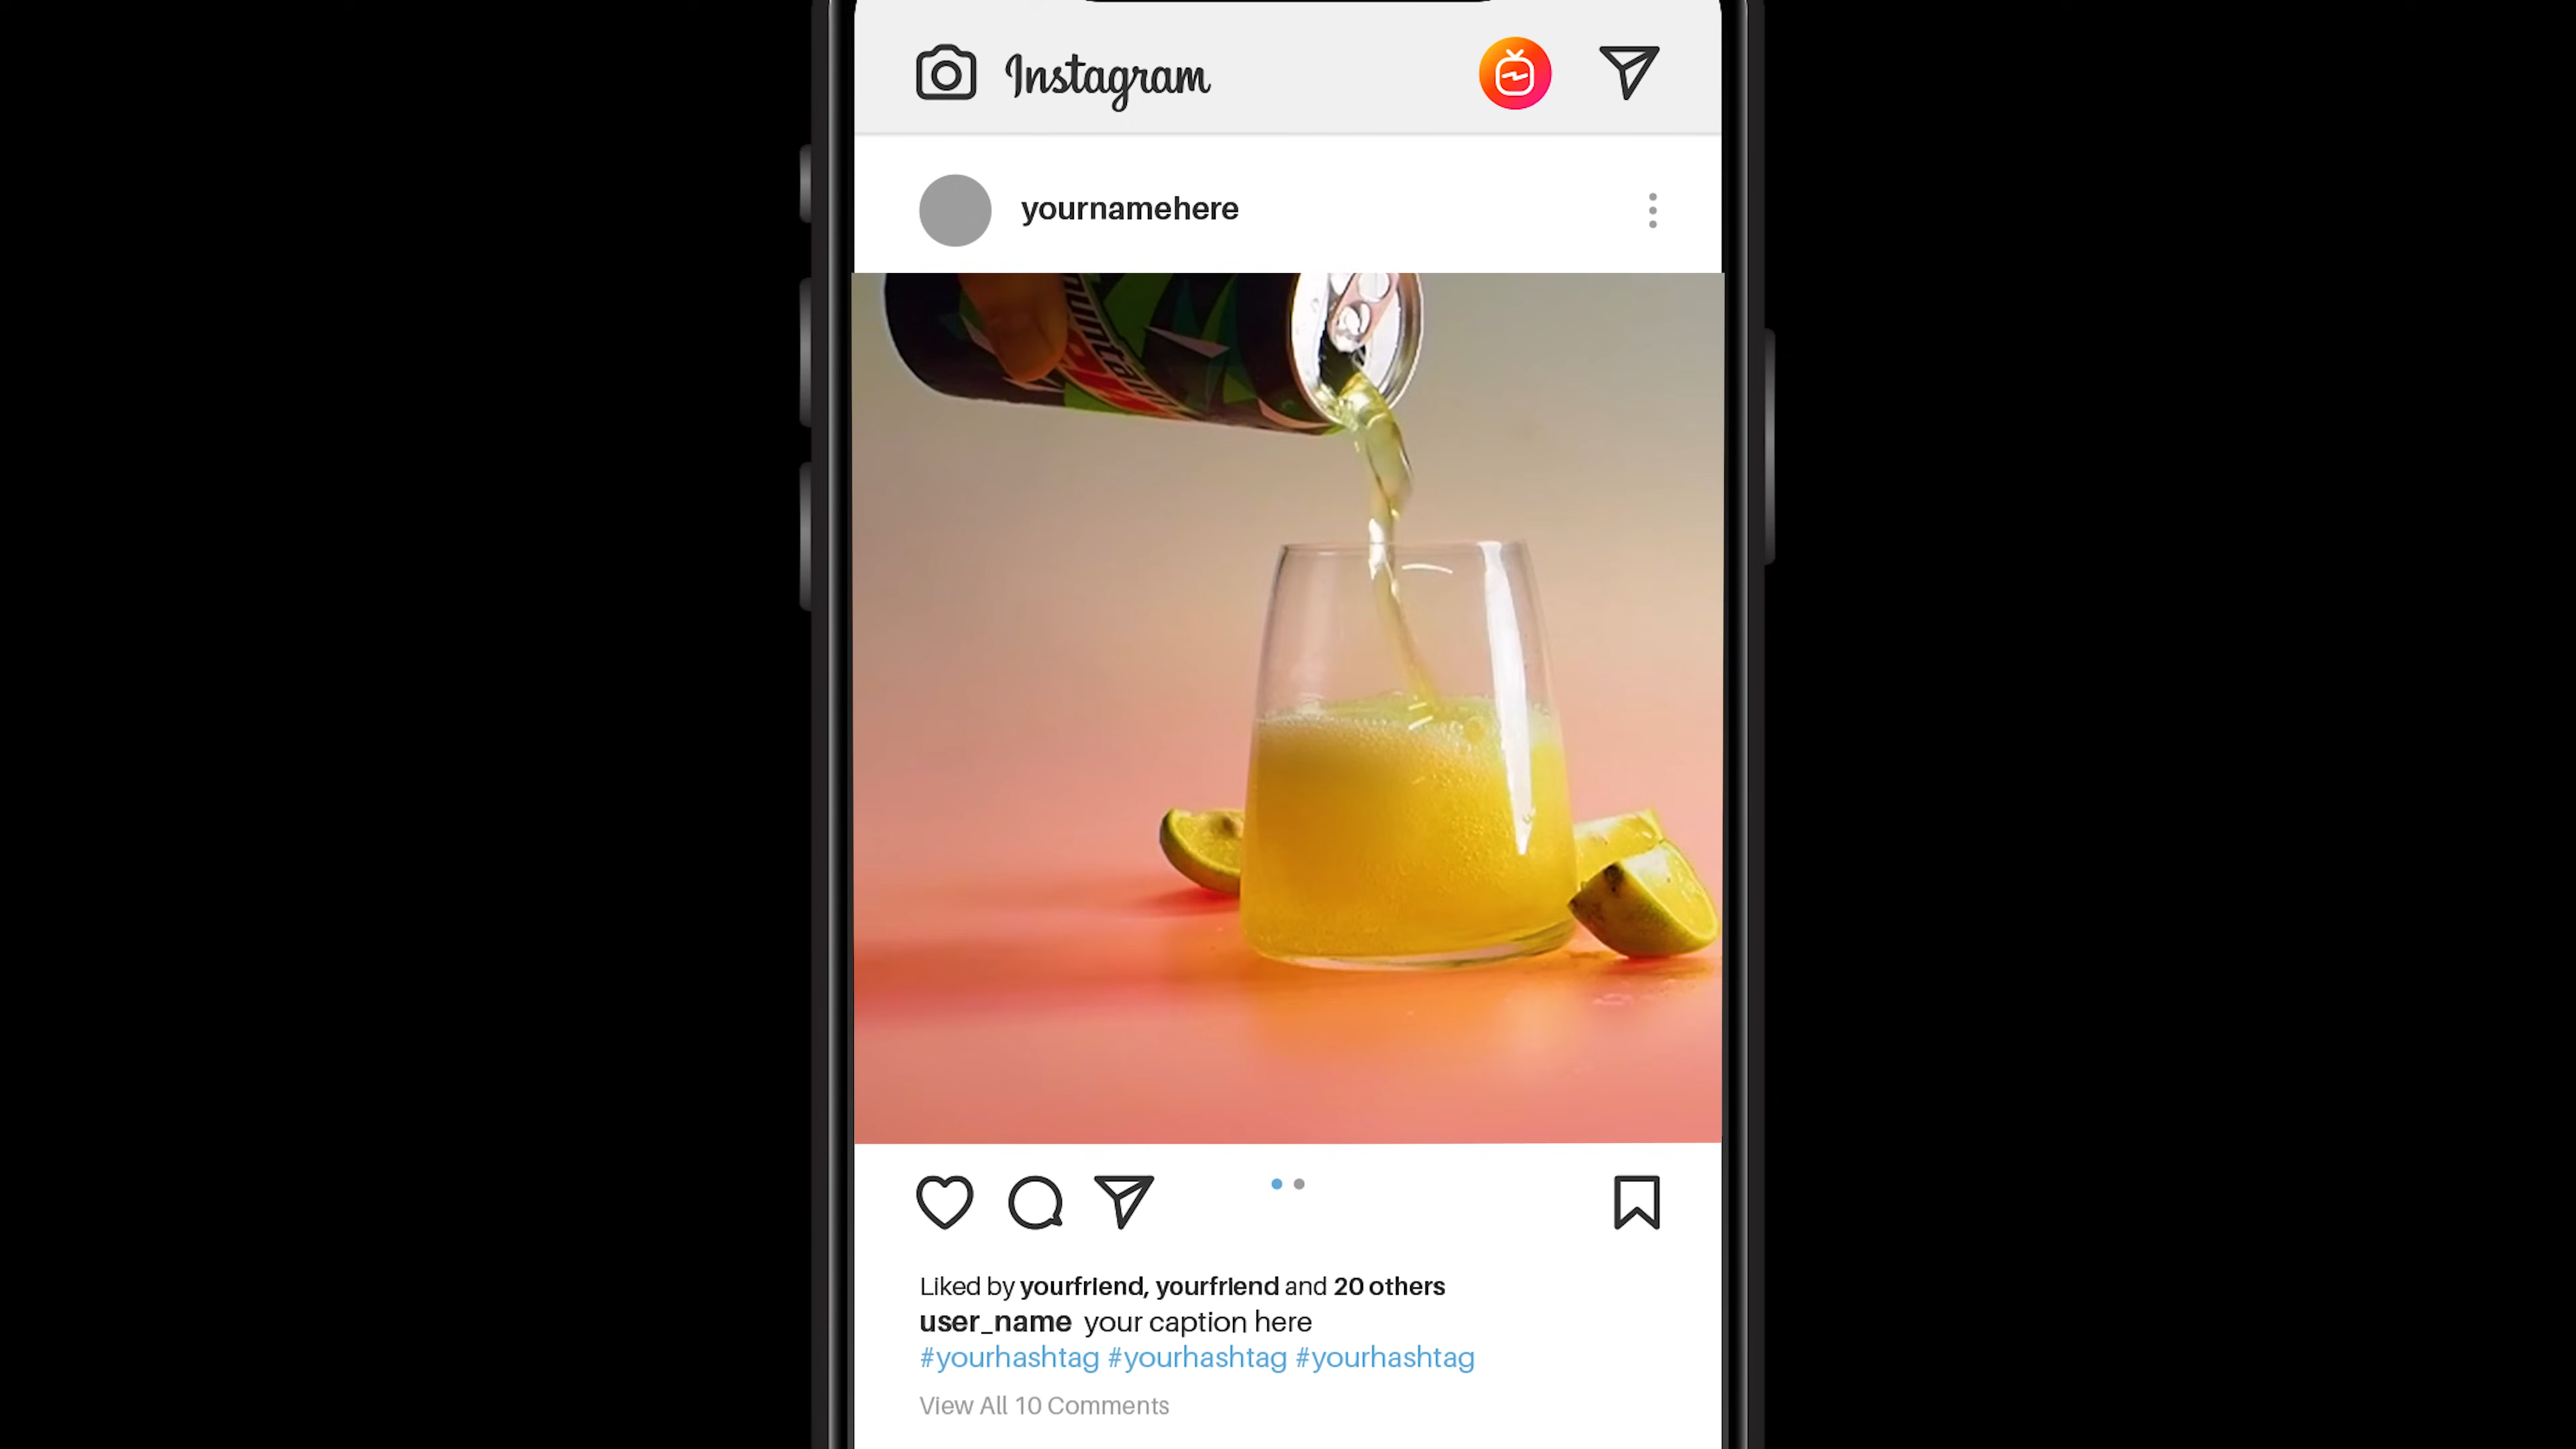 Instagram
yournamehere
Liked by yourfriend, yourfriend and 20 others
user_name your caption here
#yourhashtag #yourhashtag #yourhashtag
View All 10 Comments